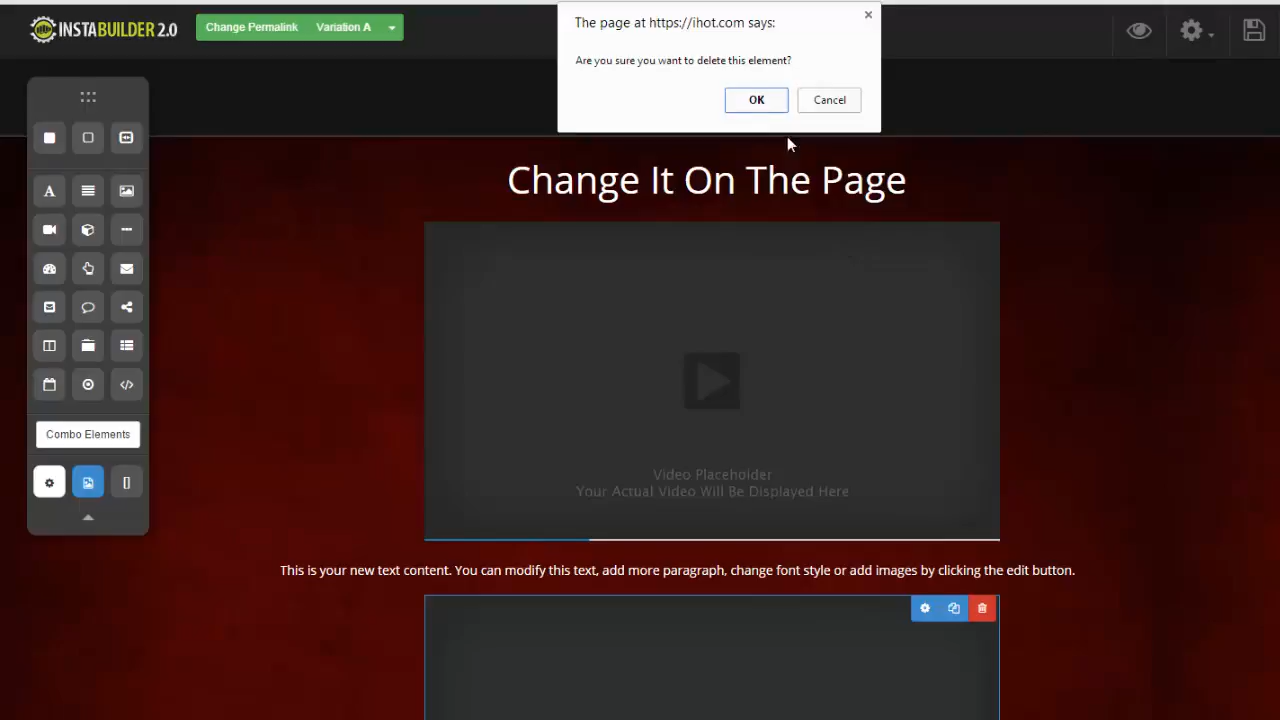 The page at https://ihot.com says:
Are you sure you want to delete this element?
OK
Cancel
INSTABUILDER 2.0
Change Permalink
Variation A
Change It On The Page
Combo Elements
Video Placeholder
Your Actual Video Will Be Displayed Here
This is your new text content. You can modify this text, add more paragraph, change font style or add images by clicking the edit button.